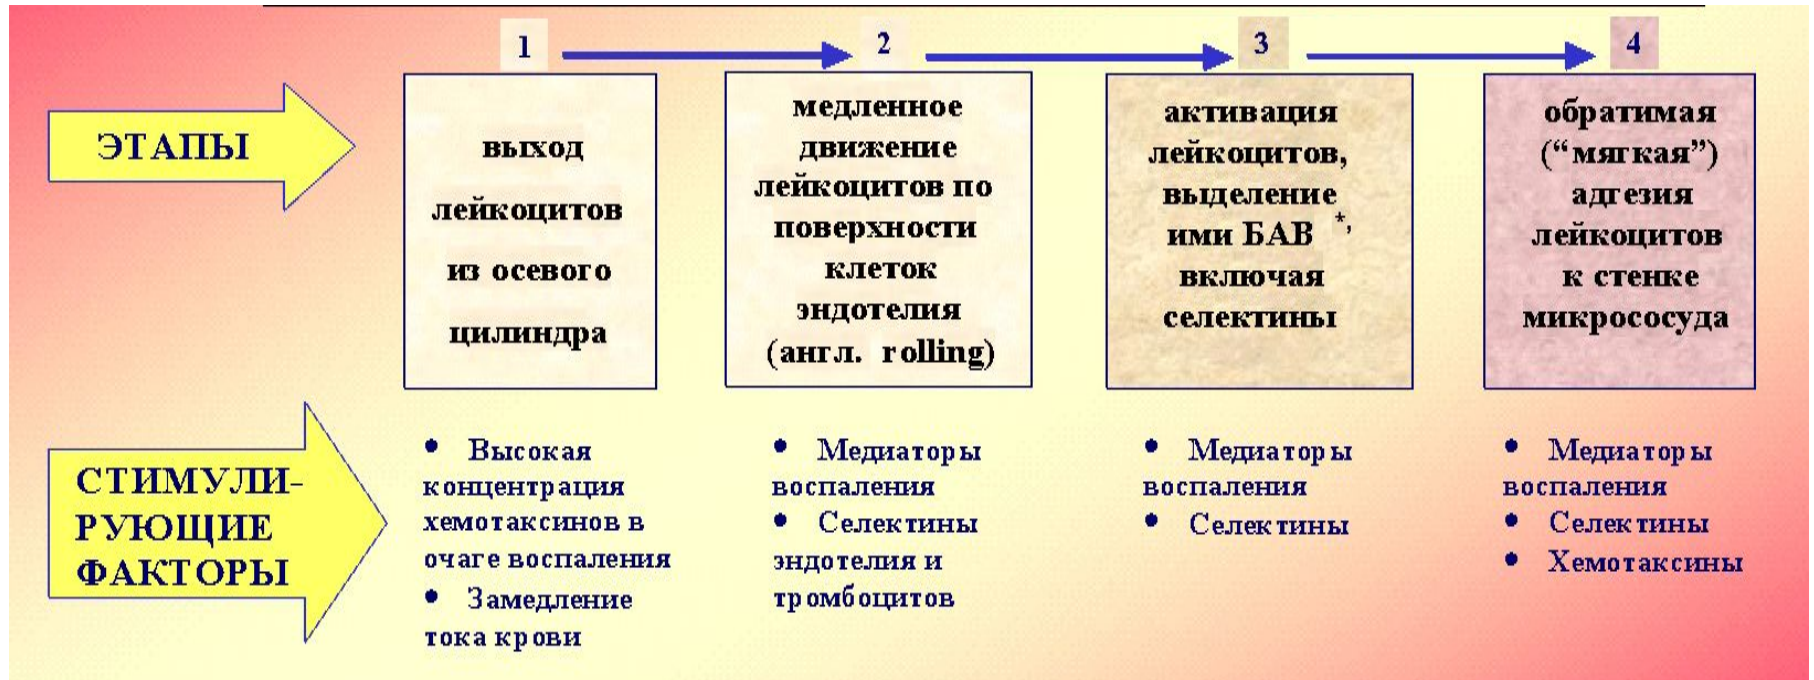 1
2
3
4
ЭТАПЫ
выход
лейкоцитов
из осевого
цилиндра
медленное
движение
лейкоцитов по
поверхности
клеток
эндотелия
(англ. rolling)
активация
лейкоцитов,
выделение
ими БАВ *,
включая
селектины
обратимая
(“мягкая”)
адгезия
лейкоцитов
к стенке
микрососуда
СТИМУЛИ-
РУЮЩИЕ
ФАКТОРЫ
• Высокая
концентрация
хемотаксинов в
очаге воспаления
• Замедление
тока крови
• Медиаторы
воспаления
• Селектины
эндотелия и
тромбоцитов
• Медиаторы
воспаления
• Селектины
• Медиаторы
воспаления
• Селектины
• Хемотаксины